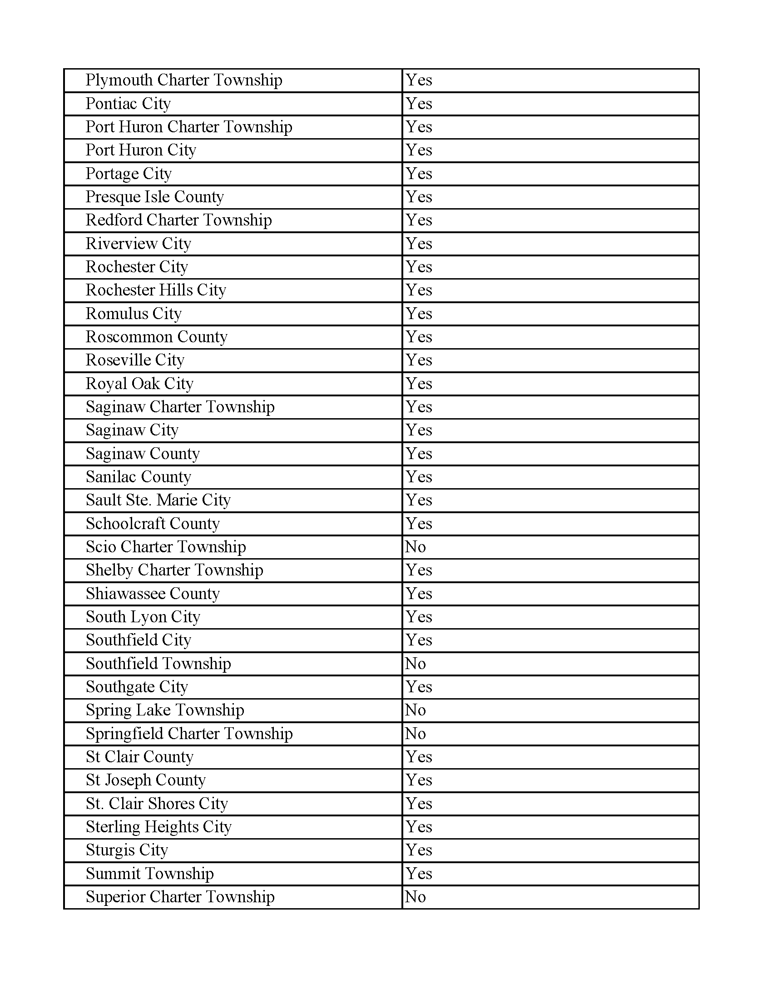 Plymouth Charter Township Yes
Pontiac City Yes
Port Huron Charter Township Yes
Port Huron City Yes
Portage City Yes
Presque Isle County Yes
Redford Charter Township Yes
Riverview City Yes
Rochester City Yes
Rochester Hills City Yes
Romulus City Yes
Roscommon County Yes
Roseville City Yes
Royal Oak City Yes
Saginaw Charter Township Yes
Saginaw City Yes
Saginaw County Yes
Sanilac County Yes
Sault Ste. Marie City Yes
Schoolcraft County Yes
Scio Charter Township No
Shelby Charter Township Yes
Shiawassee County Yes
South Lyon City Yes
Southfield City Yes
Southfield Township No
Southgate City Yes
Spring Lake Township No
Springfield Charter Township No
St Clair County Yes
St Joseph County Yes
St. Clair Shores City Yes
Sterling Heights City Yes
Sturgis City Yes
Summit Township Yes
Superior Charter Township No